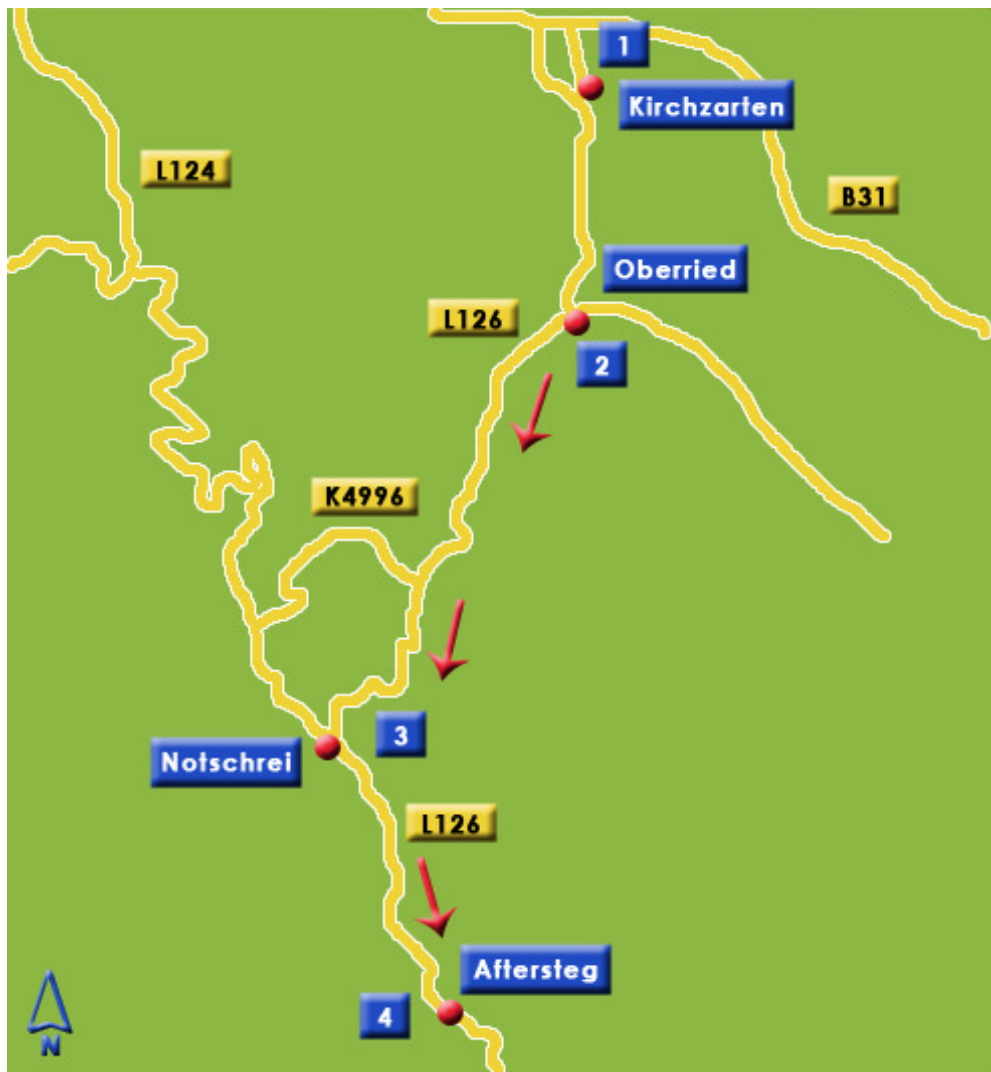 1
Kirchzarten
L124
B31
Oberried
L126
2
K4996
3
Notschrei
L126
Aftersteg
4
N